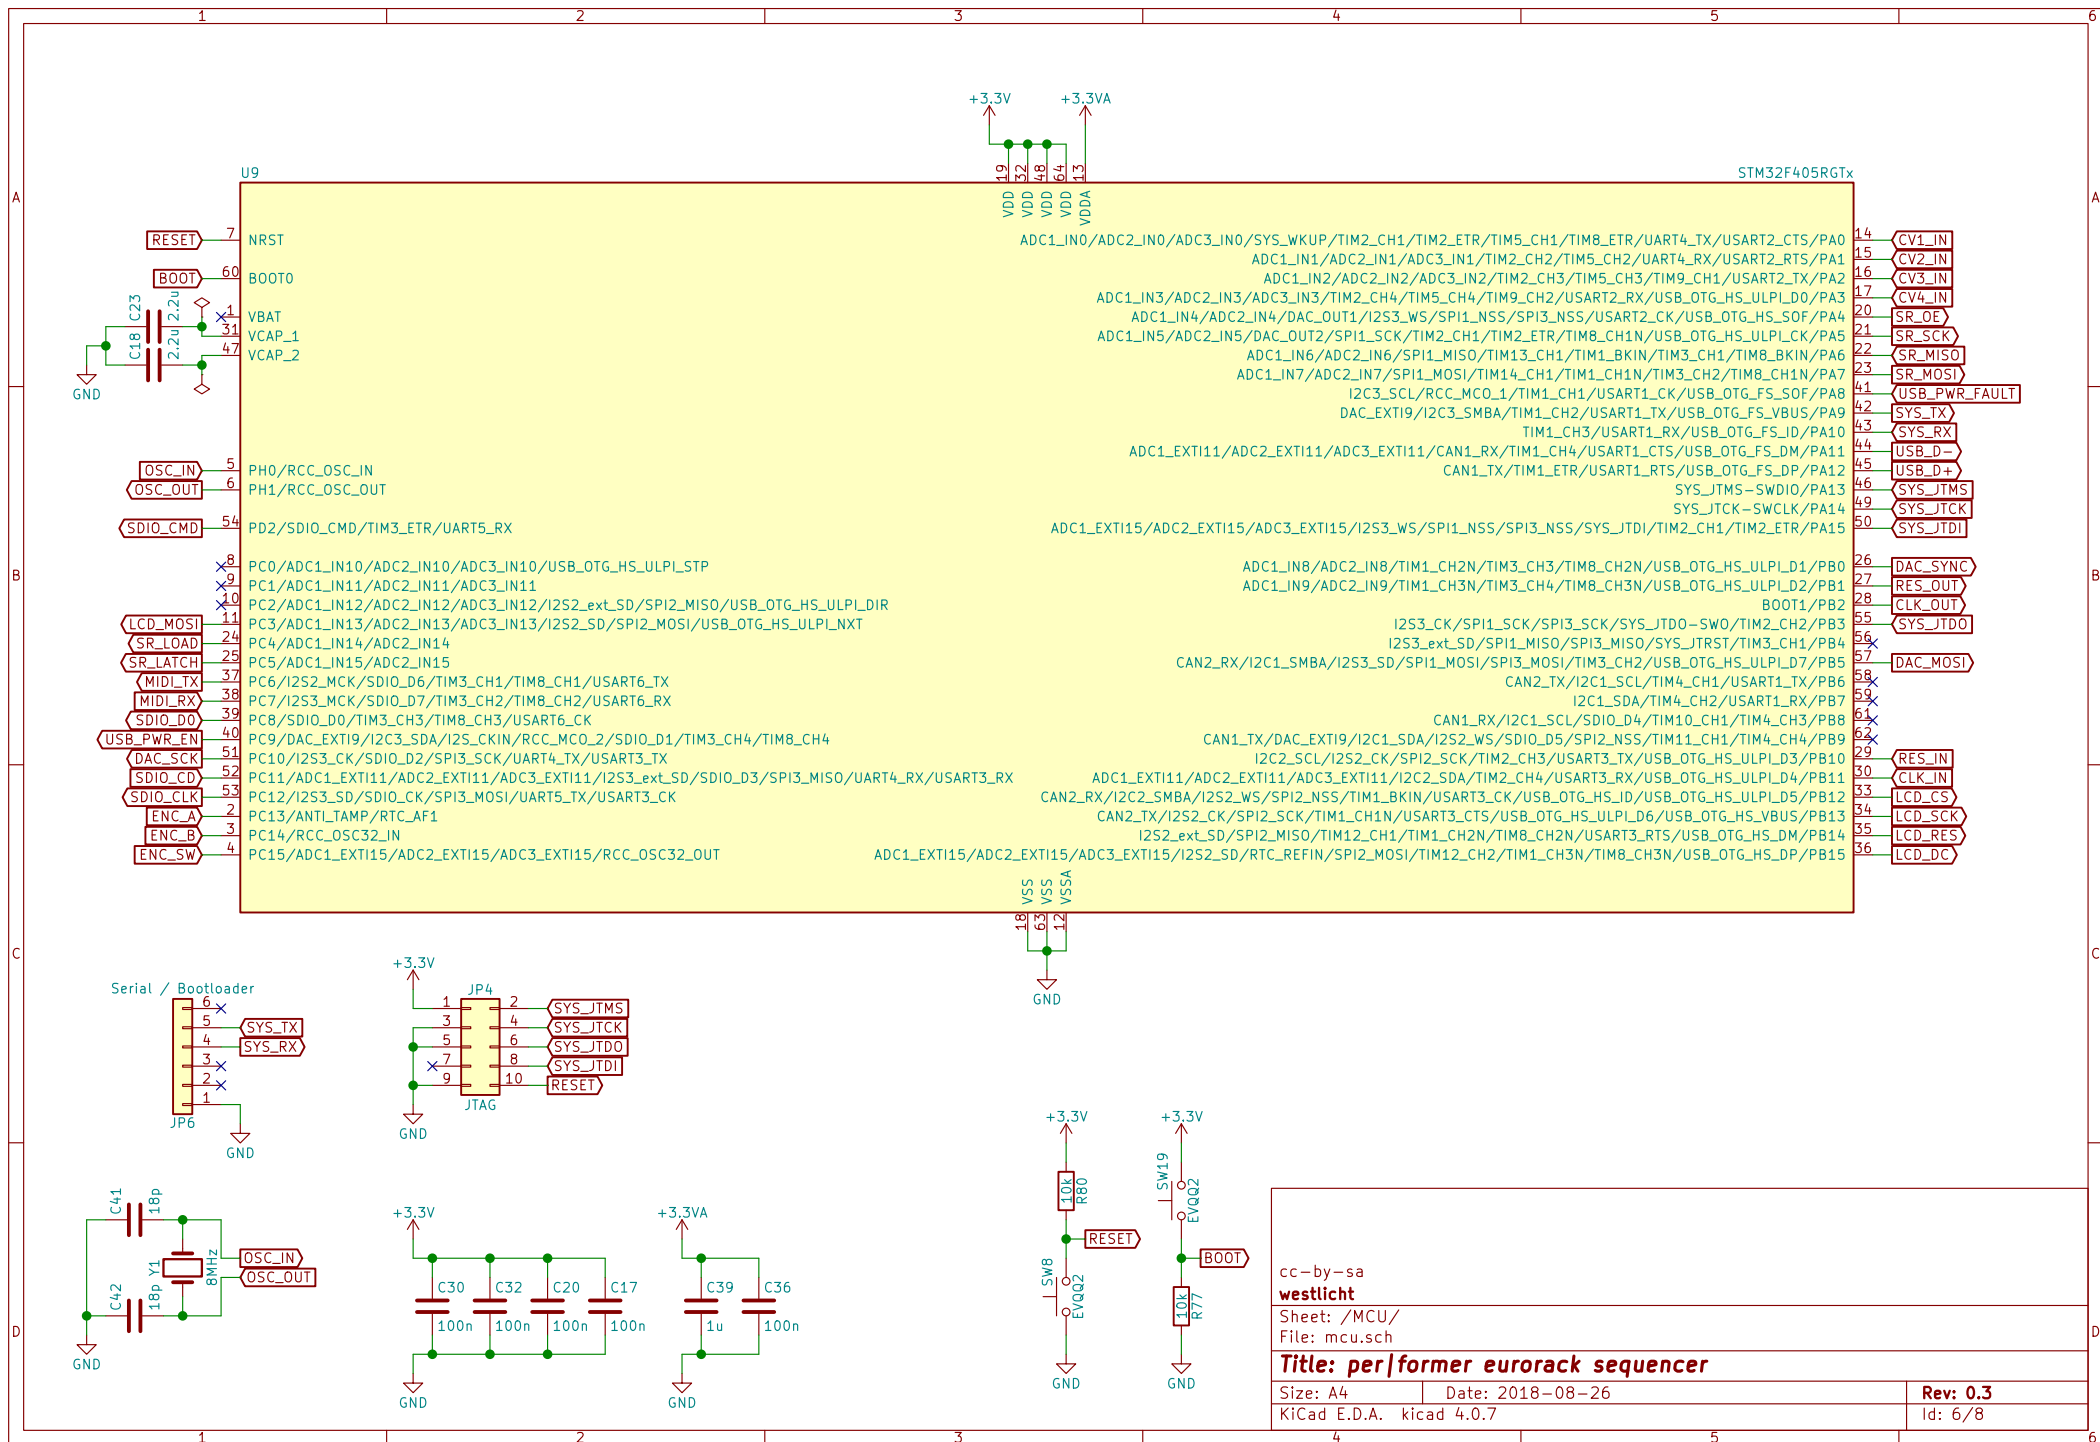 1 2 3 4 5 6
+3.3V +3.3VA
19 32 48 64 13
U9 STM32F405RGTx
VDD VDD VDD VDD VDDA
A A
RESET 7 NRST ADC1_IN0/ADC2_IN0/ADC3_IN0/SYS_WKUP/TIM2_CH1/TIM2_ETR/TIM5_CH1/TIM8_ETR/UART4_TX/USART2_CTS/PA0 14 CV1_IN
ADC1_IN1/ADC2_IN1/ADC3_IN1/TIM2_CH2/TIM5_CH2/UART4_RX/USART2_RTS/PA1 15 CV2_IN
BOOT 60 BOOT0 ADC1_IN2/ADC2_IN2/ADC3_IN2/TIM2_CH3/TIM5_CH3/TIM9_CH1/USART2_TX/PA2 16 CV3_IN
ADC1_IN3/ADC2_IN3/ADC3_IN3/TIM2_CH4/TIM5_CH4/TIM9_CH2/USART2_RX/USB_OTG_HS_ULPI_D0/PA3 17 CV4_IN
C23 2.2u 1 VBAT ADC1_IN4/ADC2_IN4/DAC_OUT1/I2S3_WS/SPI1_NSS/SPI3_NSS/USART2_CK/USB_OTG_HS_SOF/PA4 20 SR_OE
31 VCAP_1 ADC1_IN5/ADC2_IN5/DAC_OUT2/SPI1_SCK/TIM2_CH1/TIM2_ETR/TIM8_CH1N/USB_OTG_HS_ULPI_CK/PA5 21 SR_SCK
C18 2.2u 47 VCAP_2 ADC1_IN6/ADC2_IN6/SPI1_MISO/TIM13_CH1/TIM1_BKIN/TIM3_CH1/TIM8_BKIN/PA6 22 SR_MISO
ADC1_IN7/ADC2_IN7/SPI1_MOSI/TIM14_CH1/TIM1_CH1N/TIM3_CH2/TIM8_CH1N/PA7 23 SR_MOSI
GND I2C3_SCL/RCC_MCO_1/TIM1_CH1/USART1_CK/USB_OTG_FS_SOF/PA8 41 USB_PWR_FAULT
DAC_EXTI9/I2C3_SMBA/TIM1_CH2/USART1_TX/USB_OTG_FS_VBUS/PA9 42 SYS_TX
TIM1_CH3/USART1_RX/USB_OTG_FS_ID/PA10 43 SYS_RX
ADC1_EXTI11/ADC2_EXTI11/ADC3_EXTI11/CAN1_RX/TIM1_CH4/USART1_CTS/USB_OTG_FS_DM/PA11 44 USB_D-
OSC_IN 5 PH0/RCC_OSC_IN CAN1_TX/TIM1_ETR/USART1_RTS/USB_OTG_FS_DP/PA12 45 USB_D+
OSC_OUT 6 PH1/RCC_OSC_OUT SYS_JTMS-SWDIO/PA13 46 SYS_JTMS
SYS_JTCK-SWCLK/PA14 49 SYS_JTCK
SDIO_CMD 54 PD2/SDIO_CMD/TIM3_ETR/UART5_RX ADC1_EXTI15/ADC2_EXTI15/ADC3_EXTI15/I2S3_WS/SPI1_NSS/SPI3_NSS/SYS_JTDI/TIM2_CH1/TIM2_ETR/PA15 50 SYS_JTDI
8 PC0/ADC1_IN10/ADC2_IN10/ADC3_IN10/USB_OTG_HS_ULPI_STP ADC1_IN8/ADC2_IN8/TIM1_CH2N/TIM3_CH3/TIM8_CH2N/USB_OTG_HS_ULPI_D1/PB0 26 DAC_SYNC
B B
9 PC1/ADC1_IN11/ADC2_IN11/ADC3_IN11 ADC1_IN9/ADC2_IN9/TIM1_CH3N/TIM3_CH4/TIM8_CH3N/USB_OTG_HS_ULPI_D2/PB1 27 RES_OUT
10 PC2/ADC1_IN12/ADC2_IN12/ADC3_IN12/I2S2_ext_SD/SPI2_MISO/USB_OTG_HS_ULPI_DIR BOOT1/PB2 28 CLK_OUT
LCD_MOSI 11 PC3/ADC1_IN13/ADC2_IN13/ADC3_IN13/I2S2_SD/SPI2_MOSI/USB_OTG_HS_ULPI_NXT I2S3_CK/SPI1_SCK/SPI3_SCK/SYS_JTDO-SWO/TIM2_CH2/PB3 55 SYS_JTDO
SR_LOAD 24 PC4/ADC1_IN14/ADC2_IN14 I2S3_ext_SD/SPI1_MISO/SPI3_MISO/SYS_JTRST/TIM3_CH1/PB4 56
SR_LATCH 25 PC5/ADC1_IN15/ADC2_IN15 CAN2_RX/I2C1_SMBA/I2S3_SD/SPI1_MOSI/SPI3_MOSI/TIM3_CH2/USB_OTG_HS_ULPI_D7/PB5 57 DAC_MOSI
MIDI_TX 37 PC6/I2S2_MCK/SDIO_D6/TIM3_CH1/TIM8_CH1/USART6_TX CAN2_TX/I2C1_SCL/TIM4_CH1/USART1_TX/PB6 58
MIDI_RX 38 PC7/I2S3_MCK/SDIO_D7/TIM3_CH2/TIM8_CH2/USART6_RX I2C1_SDA/TIM4_CH2/USART1_RX/PB7 59
SDIO_D0 39 PC8/SDIO_D0/TIM3_CH3/TIM8_CH3/USART6_CK CAN1_RX/I2C1_SCL/SDIO_D4/TIM10_CH1/TIM4_CH3/PB8 61
USB_PWR_EN 40 PC9/DAC_EXTI9/I2C3_SDA/I2S_CKIN/RCC_MCO_2/SDIO_D1/TIM3_CH4/TIM8_CH4 CAN1_TX/DAC_EXTI9/I2C1_SDA/I2S2_WS/SDIO_D5/SPI2_NSS/TIM11_CH1/TIM4_CH4/PB9 62
DAC_SCK 51 PC10/I2S3_CK/SDIO_D2/SPI3_SCK/UART4_TX/USART3_TX I2C2_SCL/I2S2_CK/SPI2_SCK/TIM2_CH3/USART3_TX/USB_OTG_HS_ULPI_D3/PB10 29 RES_IN
SDIO_CD 52 PC11/ADC1_EXTI11/ADC2_EXTI11/ADC3_EXTI11/I2S3_ext_SD/SDIO_D3/SPI3_MISO/UART4_RX/USART3_RX ADC1_EXTI11/ADC2_EXTI11/ADC3_EXTI11/I2C2_SDA/TIM2_CH4/USART3_RX/USB_OTG_HS_ULPI_D4/PB11 30 CLK_IN
SDIO_CLK 53 PC12/I2S3_SD/SDIO_CK/SPI3_MOSI/UART5_TX/USART3_CK CAN2_RX/I2C2_SMBA/I2S2_WS/SPI2_NSS/TIM1_BKIN/USART3_CK/USB_OTG_HS_ID/USB_OTG_HS_ULPI_D5/PB12 33 LCD_CS
ENC_A 2 PC13/ANTI_TAMP/RTC_AF1 CAN2_TX/I2S2_CK/SPI2_SCK/TIM1_CH1N/USART3_CTS/USB_OTG_HS_ULPI_D6/USB_OTG_HS_VBUS/PB13 34 LCD_SCK
ENC_B 3 PC14/RCC_OSC32_IN I2S2_ext_SD/SPI2_MISO/TIM12_CH1/TIM1_CH2N/TIM8_CH2N/USART3_RTS/USB_OTG_HS_DM/PB14 35 LCD_RES
ENC_SW 4 PC15/ADC1_EXTI15/ADC2_EXTI15/ADC3_EXTI15/RCC_OSC32_OUT ADC1_EXTI15/ADC2_EXTI15/ADC3_EXTI15/I2S2_SD/RTC_REFIN/SPI2_MOSI/TIM12_CH2/TIM1_CH3N/TIM8_CH3N/USB_OTG_HS_DP/PB15 36 LCD_DC
VSS VSS VSSA
18 63 12
C C
GND
Serial / Bootloader
6
5 SYS_TX
4 SYS_RX
3
2
1
JP6
GND
+3.3V
JP4
1 2 SYS_JTMS
3 4 SYS_JTCK
5 6 SYS_JTDO
7 8 SYS_JTDI
9 10 RESET
JTAG
GND
+3.3V +3.3V
10k R80
SW19 EVQQ2
RESET
BOOT
SW8 EVQQ2
10k R77
GND GND
C41 18p
Y1 8MHz
OSC_IN
OSC_OUT
C42 18p
GND
+3.3V +3.3VA
C30 C32 C20 C17 C39 C36
100n 100n 100n 100n 1u 100n
GND GND
D D
cc-by-sa
westlicht
Sheet: /MCU/
File: mcu.sch
Title: per|former eurorack sequencer
Size: A4 Date: 2018-08-26 Rev: 0.3
KiCad E.D.A. kicad 4.0.7 Id: 6/8
1 2 3 4 5 6